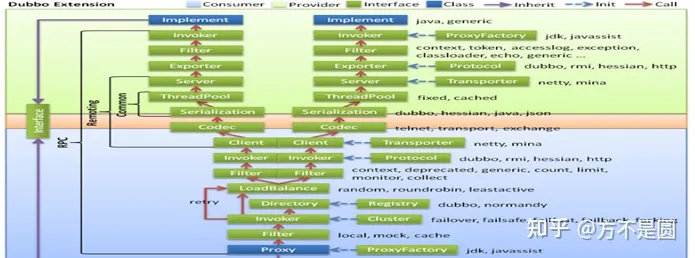 Dubbo Extension
Consumer Provider Interface Class Inherit Init Call
Implement Implement java, generic
Invoker Invoker ProxyFactory jdk, javassist
Filter Filter context, token, accesslog, exception,
classloader, echo, generic ...
Exporter Exporter Protocol dubbo, rmi, hessian, http
Server Server Transporter netty, mina
ThreadPool ThreadPool fixed, cached
Serialization Serialization dubbo, hessian, java, json
Codec Codec telnet, transport, exchange
Client Client Transporter netty, mina
Invoker Invoker Protocol dubbo, rmi, hessian, http
Filter Filter context, deprecated, generic, count, limit,
monitor, collect
LoadBalance random, roundrobin, leastactive
retry
Directory Registry dubbo, normandy
Invoker Cluster failover, failsafe,
Filter local, mock, cache
Proxy ProxyFactory jdk, javassist
Interface
RPC
Remoting
Common
知乎 @方不是圆